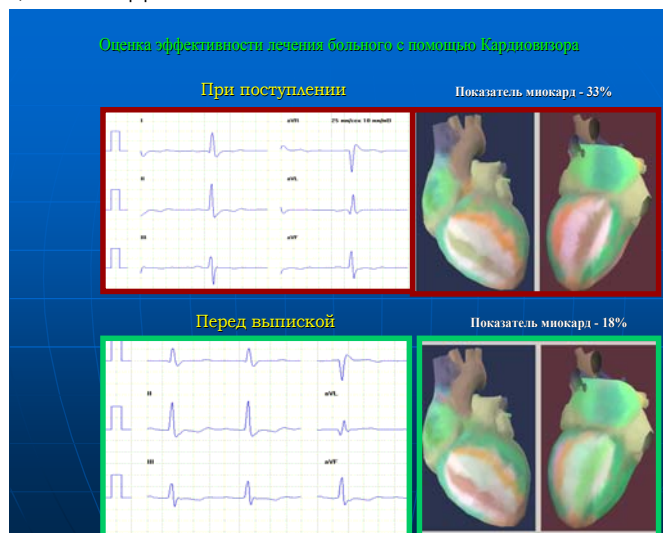 Оценка эффективности лечения больного с помощью Кардиовизора
При поступлении
Показатель миокард - 33%
I
aVR
25 мм/сек 10 мм/мВ
II
aVL
III
aVF
Перед выпиской
Показатель миокард - 18%
II
aVL
III
aVF